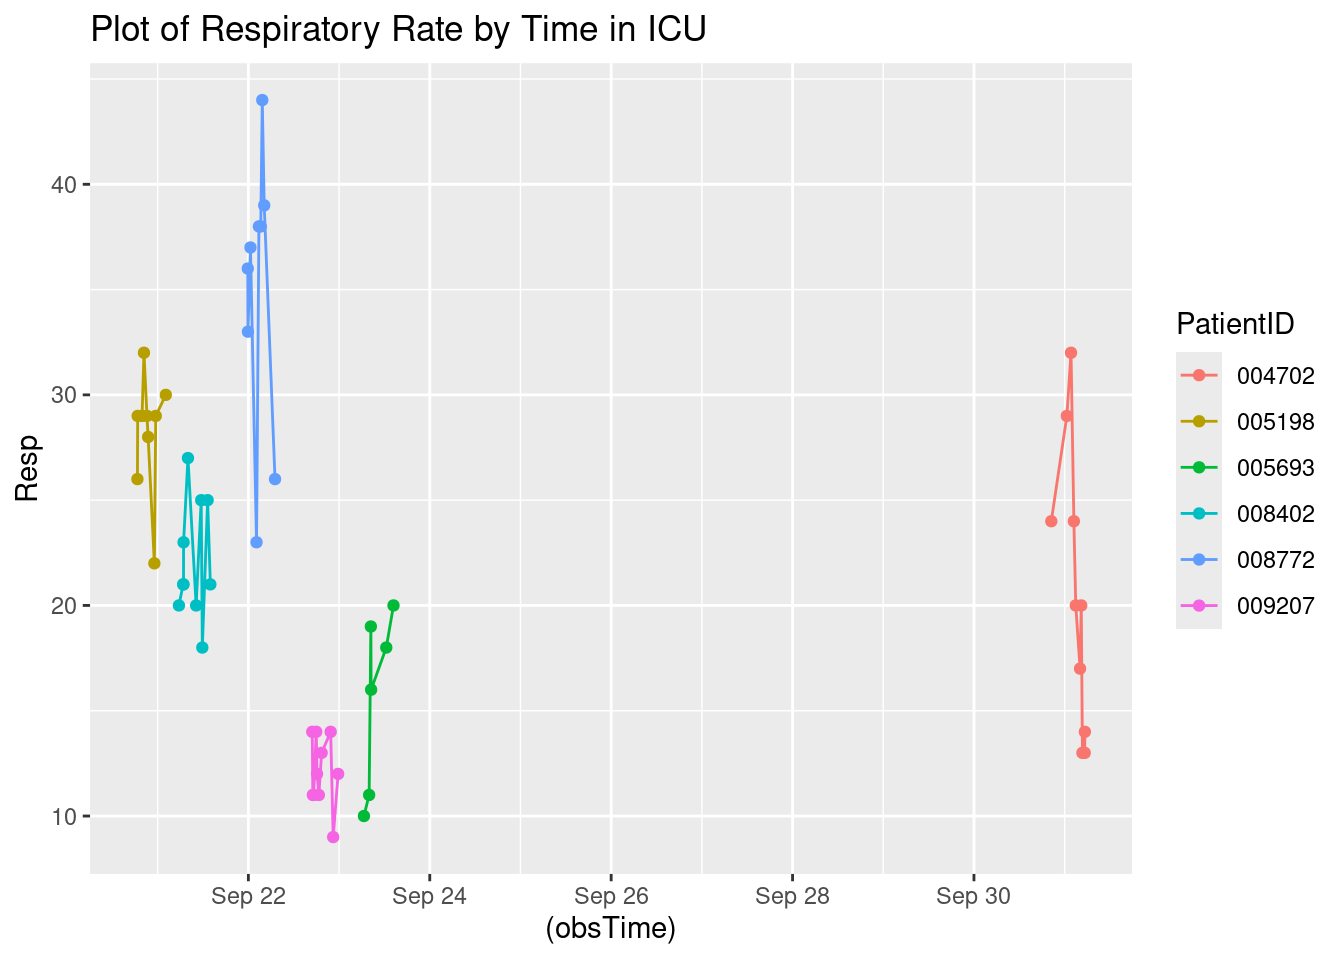 Plot of Respiratory Rate by Time in ICU
Resp
40
30
20
10
Sep 22
Sep 24
Sep 26
Sep 28
Sep 30
(obsTime)
PatientID
004702
005198
005693
008402
008772
009207